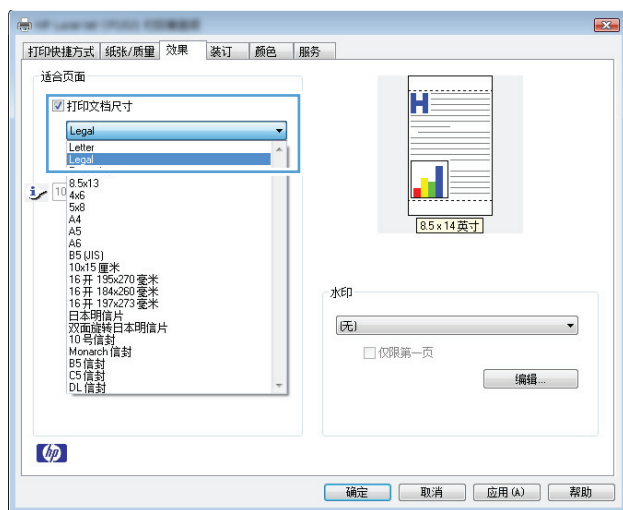 打印快捷方式 纸张/质量 效果 装订 颜色 服务
适合页面
打印文档尺寸
Legal
Letter
Legal
8.5x13
4x6
5x8
A4
A5
A6
B5 (JIS)
10x15 厘米
16 开 195x270 毫米
16 开 184x260 毫米
16 开 197x273 毫米
日本明信片
双面旋转日本明信片
10 号信封
Monarch 信封
B5 信封
C5 信封
DL 信封
10
H
8.5 x 14 英寸
水印
(无)
仅限第一页
编辑...
hp
确定 取消 应用 (A) 帮助